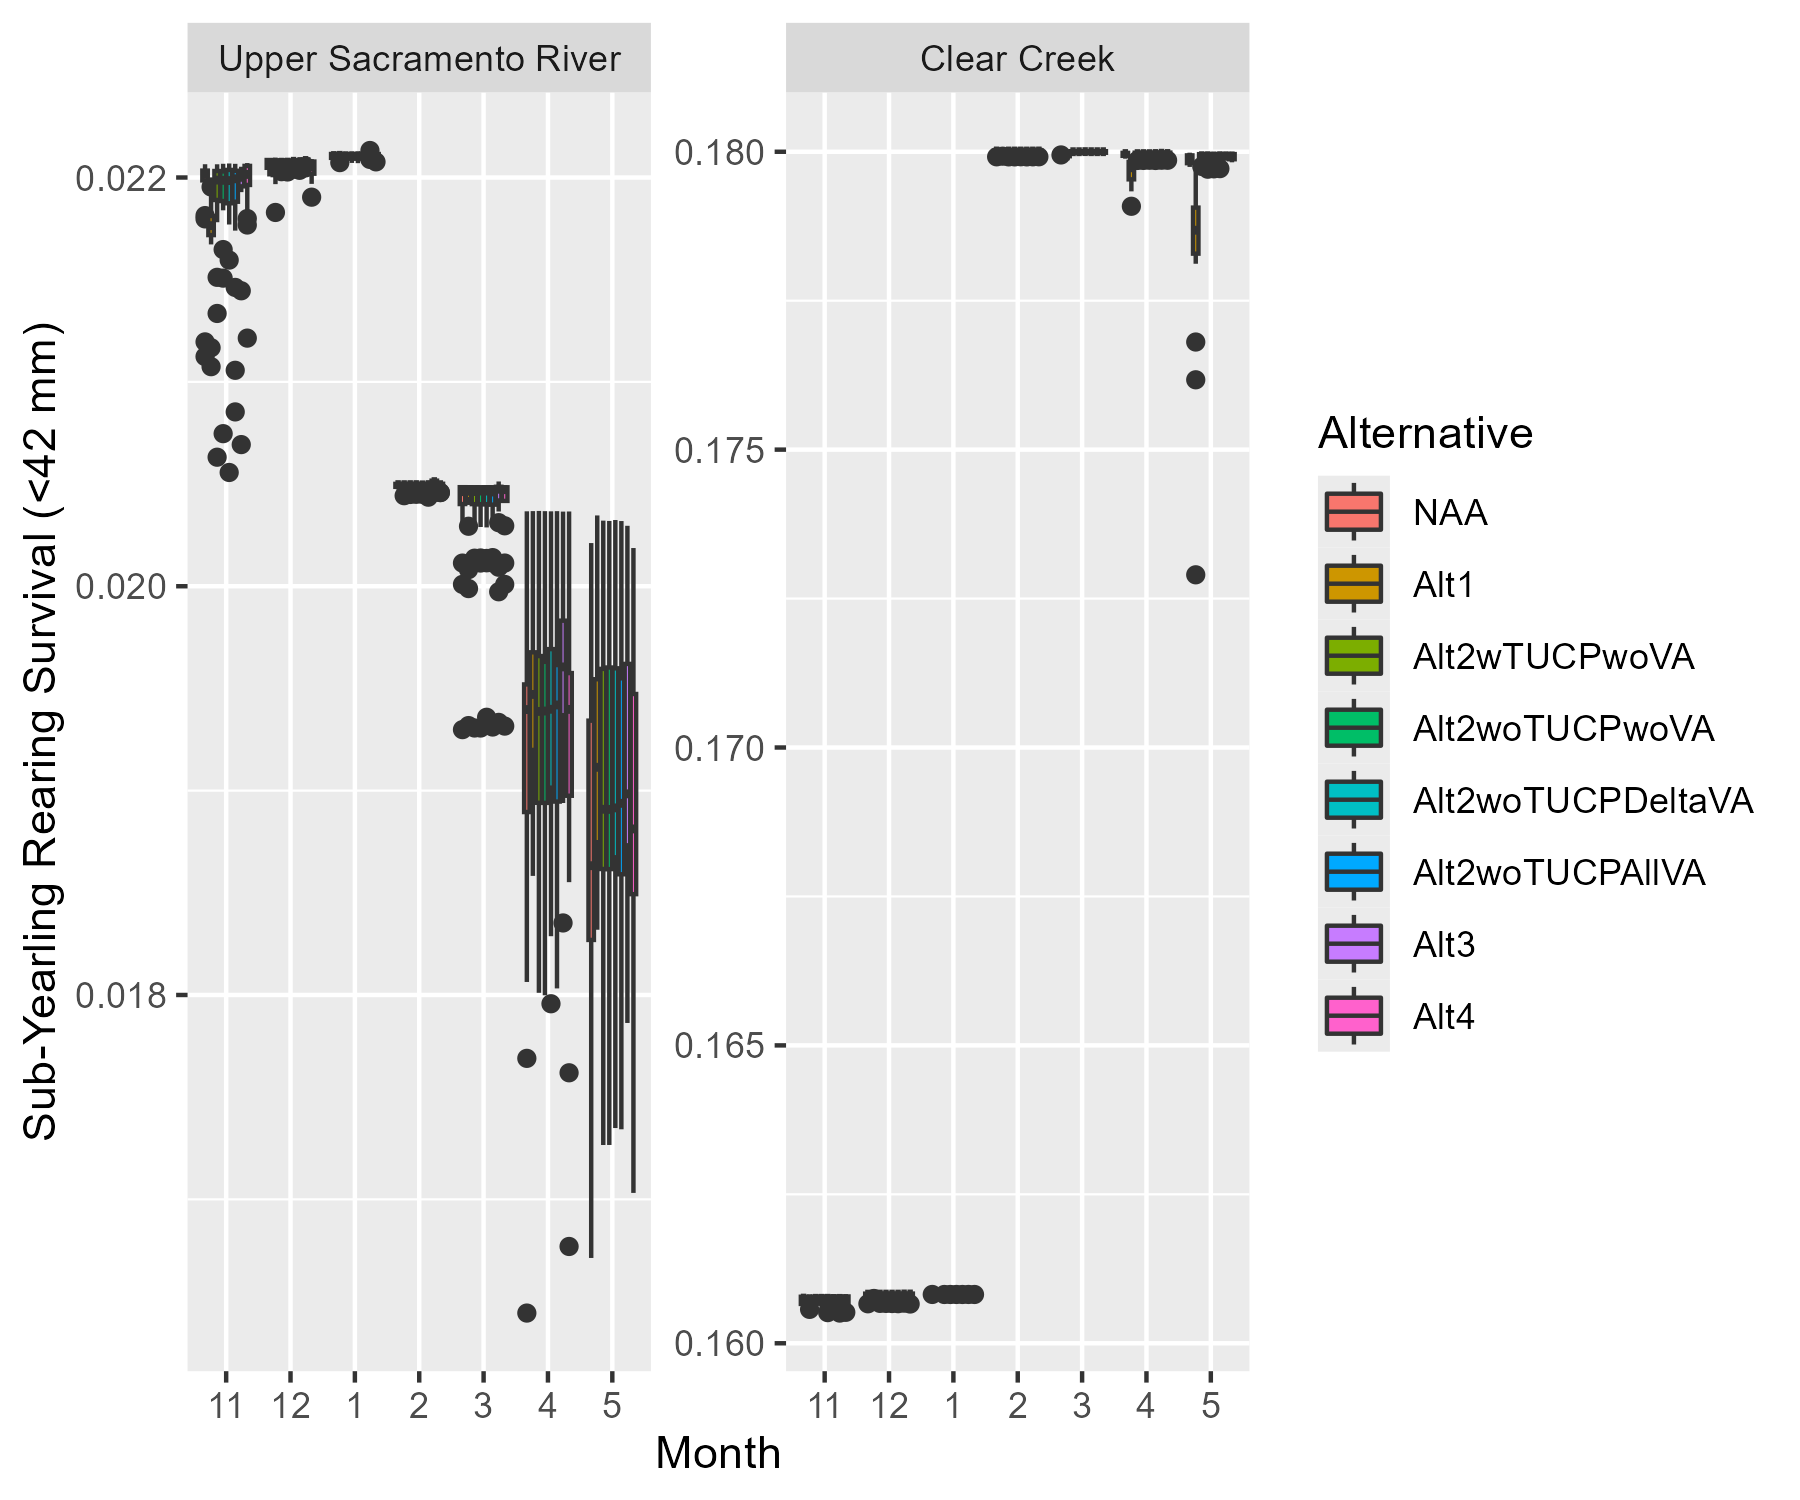 Upper Sacramento River
Clear Creek
Sub-Yearling Rearing Survival (<42 mm)
0.022
0.020
0.018
0.180
0.175
0.170
0.165
0.160
11 12 1 2 3 4 5
11 12 1 2 3 4 5
Month
Alternative
NAA
Alt1
Alt2wTUCPwoVA
Alt2woTUCPwoVA
Alt2woTUCPDeltaVA
Alt2woTUCPAllVA
Alt3
Alt4